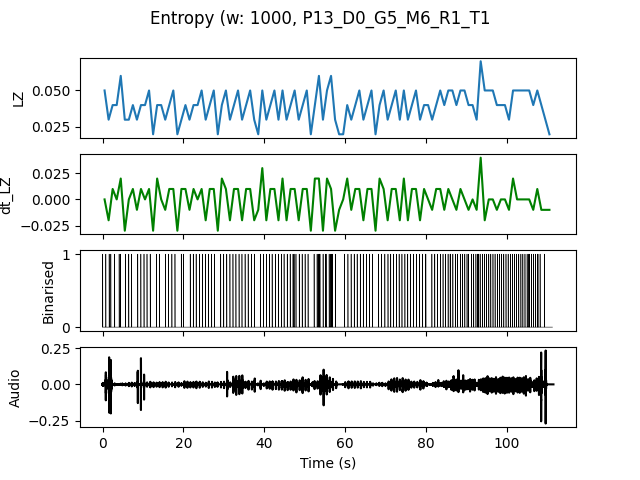 Entropy (w: 1000, P13_D0_G5_M6_R1_T1
LZ
0.050
0.025
dt_LZ
0.025
0.000
−0.025
Binarised
1
0
Audio
0.25
0.00
−0.25
0 20 40 60 80 100
Time (s)